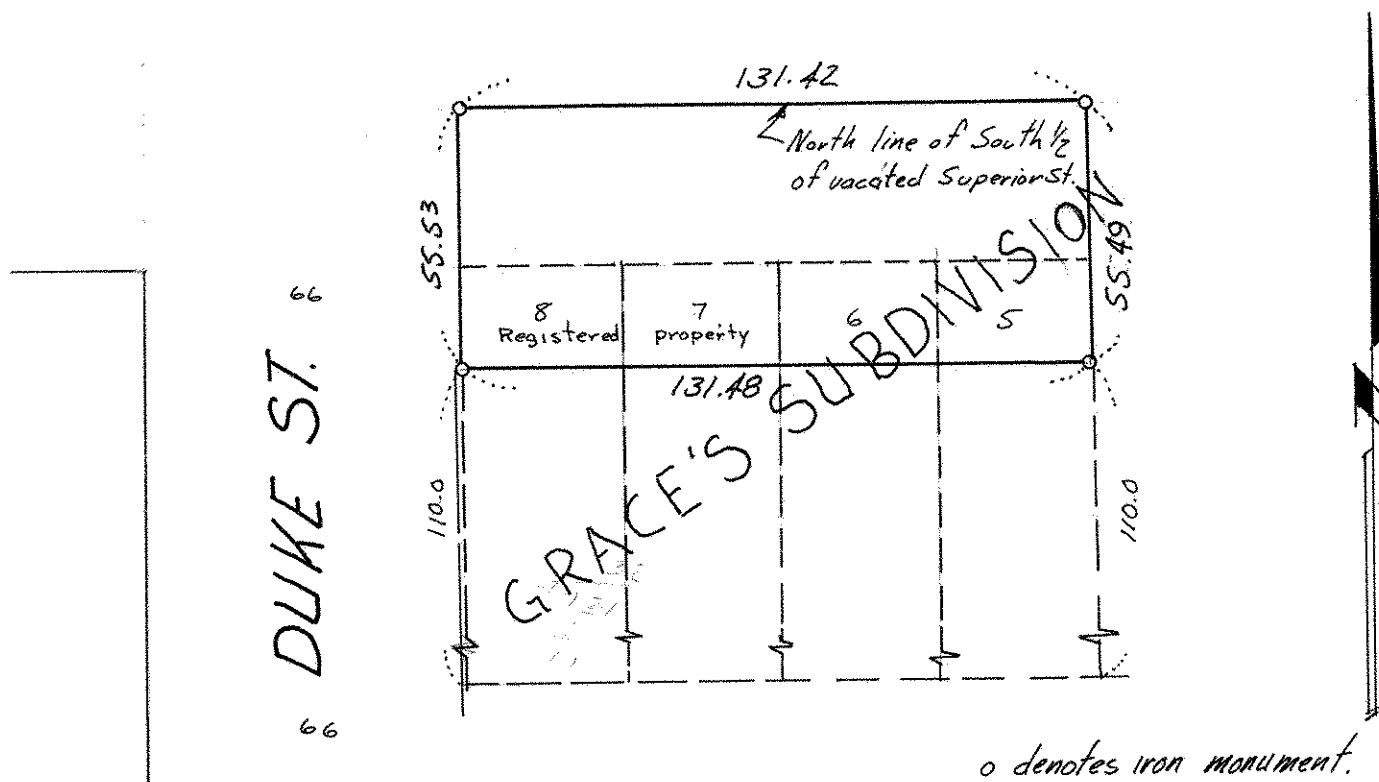 131.42
North line of South ½
of vacated Superior St.
55.53
55.49
66
8
Registered
7
property
6
5
131.48
GRACE'S SUBDIVISION
DUKE ST.
110.0
110.0
66
o denotes iron monument.